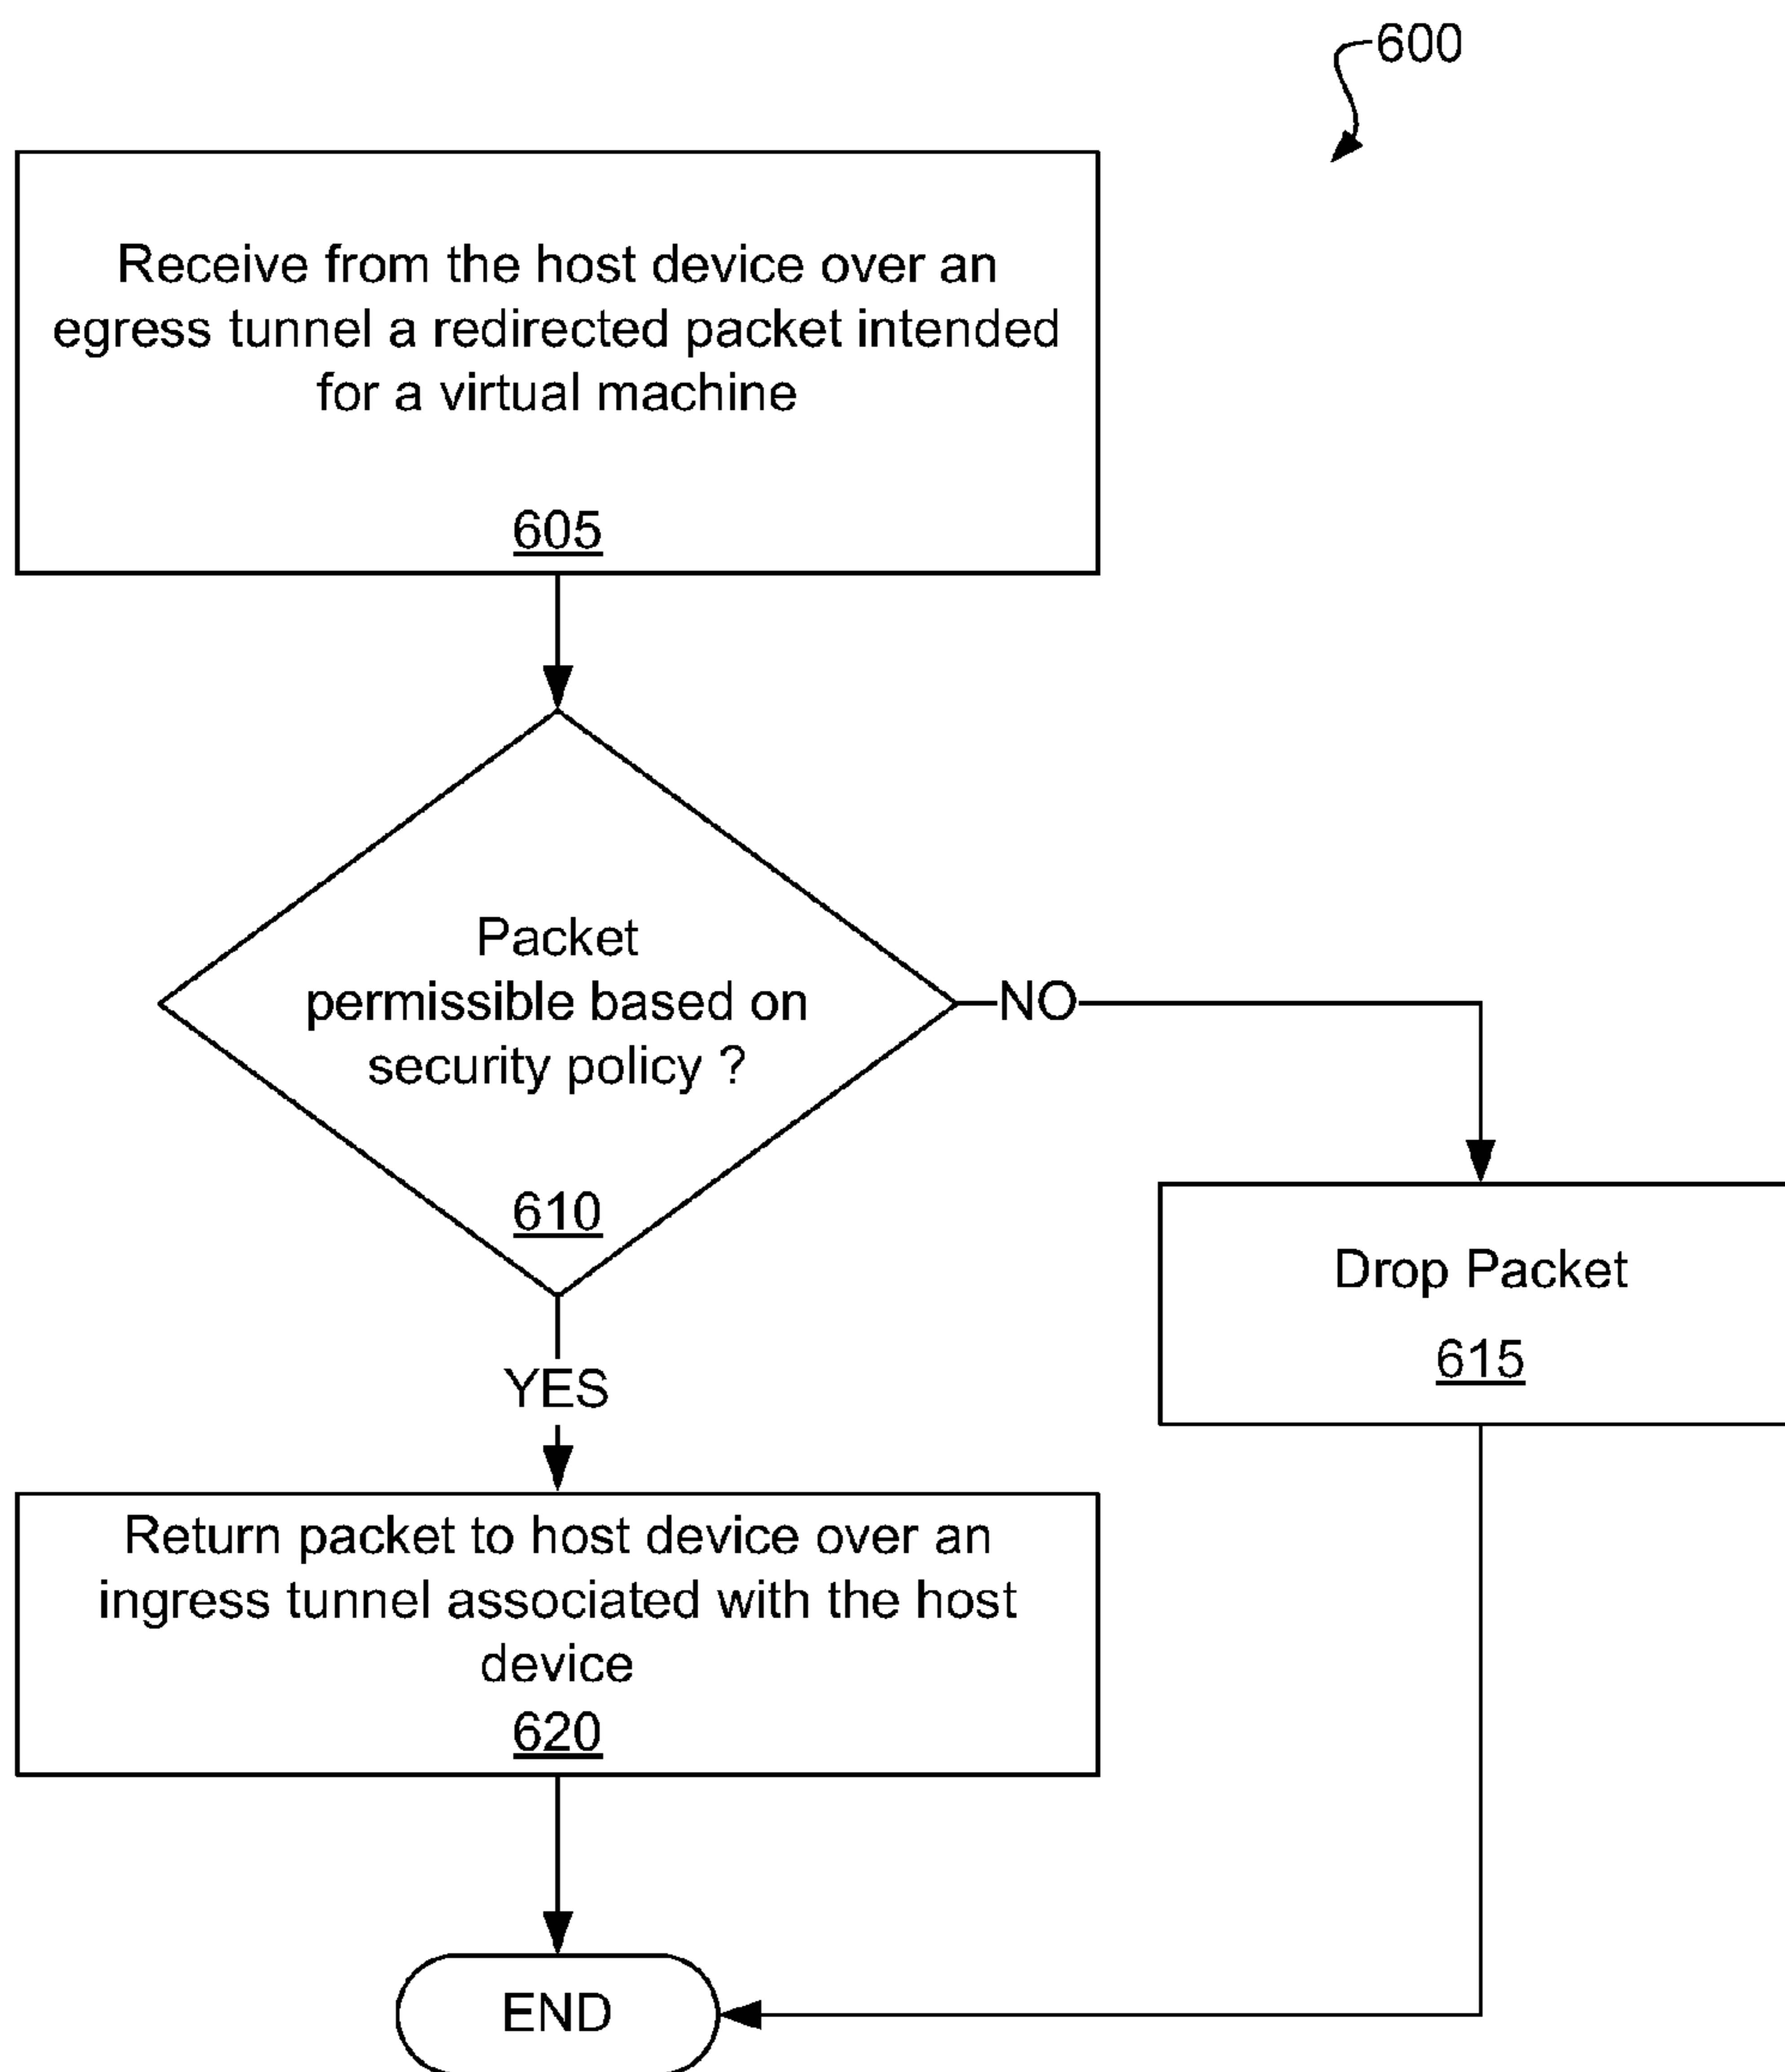 600
Receive from the host device over an
egress tunnel a redirected packet intended
for a virtual machine
605
Packet
permissible based on
security policy ?
610
NO
Drop Packet
615
YES
Return packet to host device over an
ingress tunnel associated with the host
device
620
END